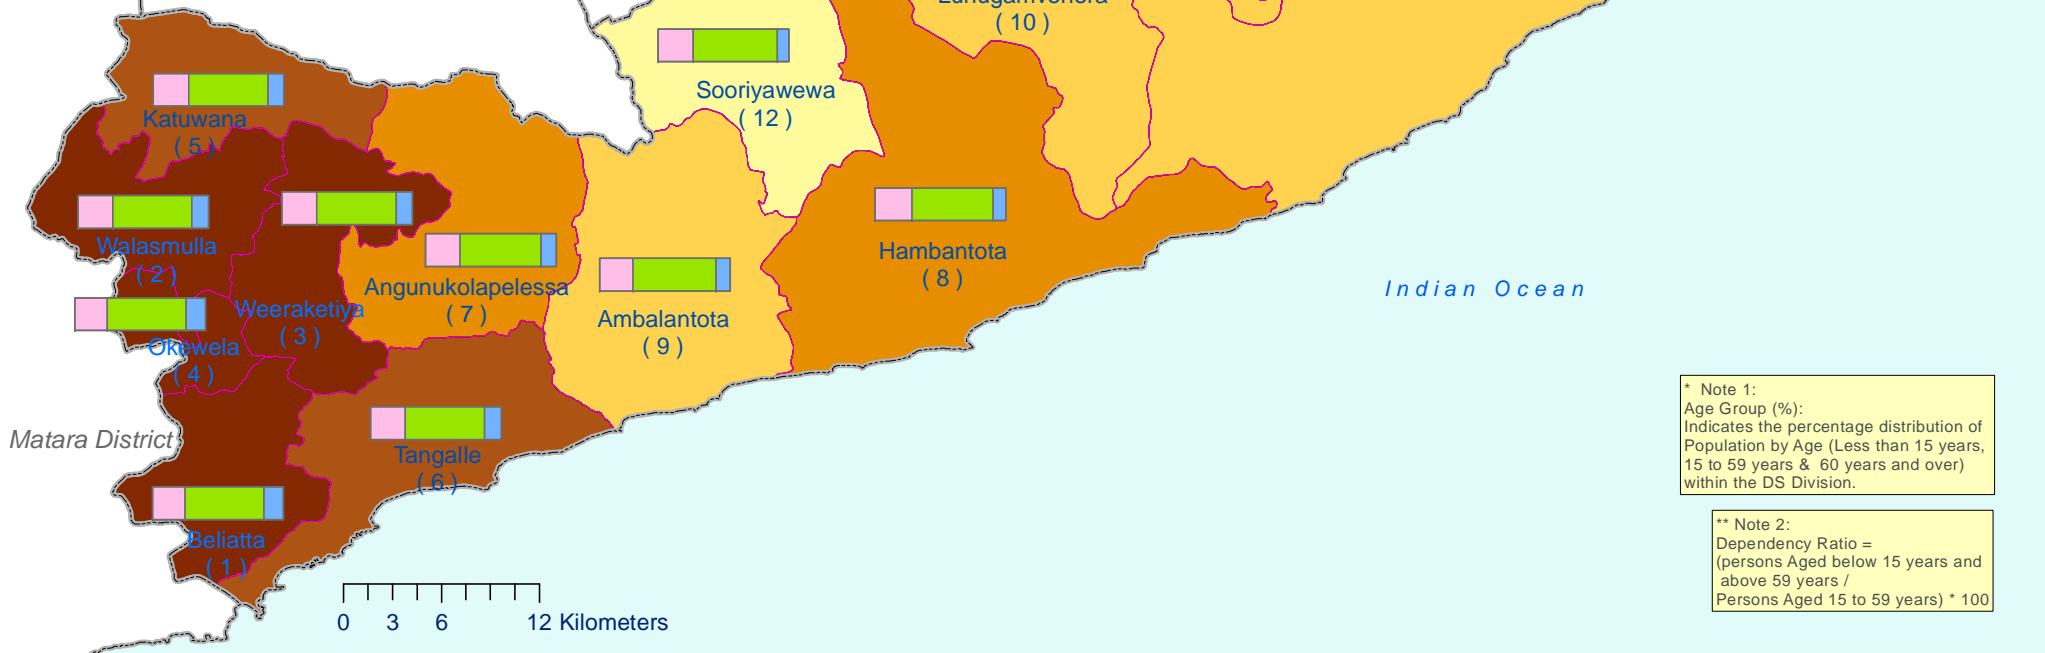 ( 10 )
Sooriyawewa
( 12 )
Katuwana
( 5 )
Walasmulla
( 2 )
Hambantota
( 8 )
Angunukolapelessa
( 7 )
Weeraketiya
( 3 )
Ambalantota
( 9 )
Okewela
( 4 )
Indian Ocean
Matara District
Tangalle
( 6 )
Beliatta
( 1 )
0 3 6 12 Kilometers
* Note 1:
Age Group (%):
Indicates the percentage distribution of
Population by Age (Less than 15 years,
15 to 59 years & 60 years and over)
within the DS Division.
** Note 2:
Dependency Ratio =
(persons Aged below 15 years and
above 59 years /
Persons Aged 15 to 59 years) * 100